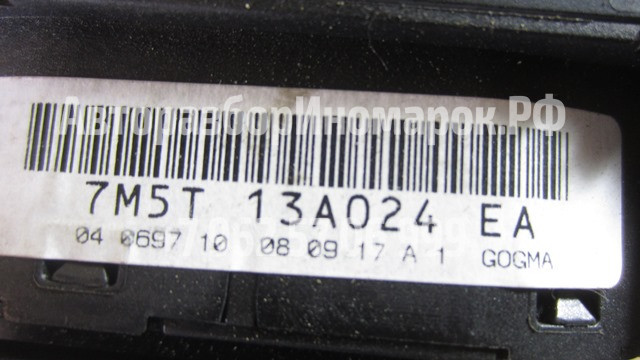 АвторазборИномарок.РФ
7M5T 13A024 EA
04 0697 10 08 09 17 A 1 GOGMA